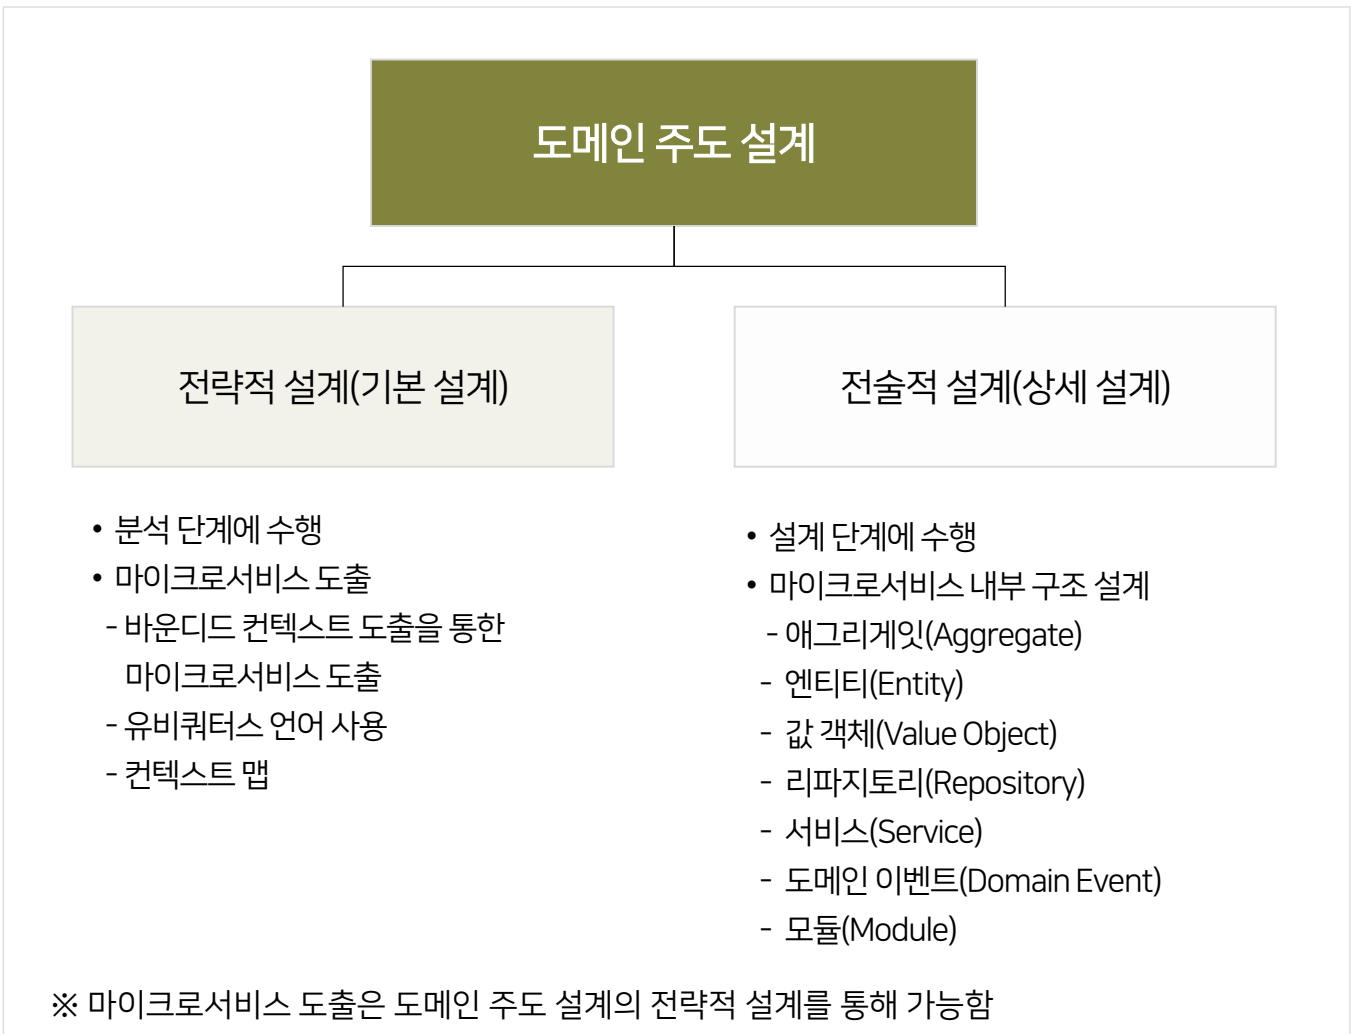 도메인 주도 설계
전략적 설계(기본 설계)
• 분석 단계에 수행
• 마이크로서비스 도출
- 바운디드 컨텍스트 도출을 통한
마이크로서비스 도출
- 유비쿼터스 언어 사용
- 컨텍스트 맵
전술적 설계(상세 설계)
• 설계 단계에 수행
• 마이크로서비스 내부 구조 설계
- 애그리게잇(Aggregate)
- 엔티티(Entity)
- 값 객체(Value Object)
- 리파지토리(Repository)
- 서비스(Service)
- 도메인 이벤트(Domain Event)
- 모듈(Module)
※ 마이크로서비스 도출은 도메인 주도 설계의 전략적 설계를 통해 가능함